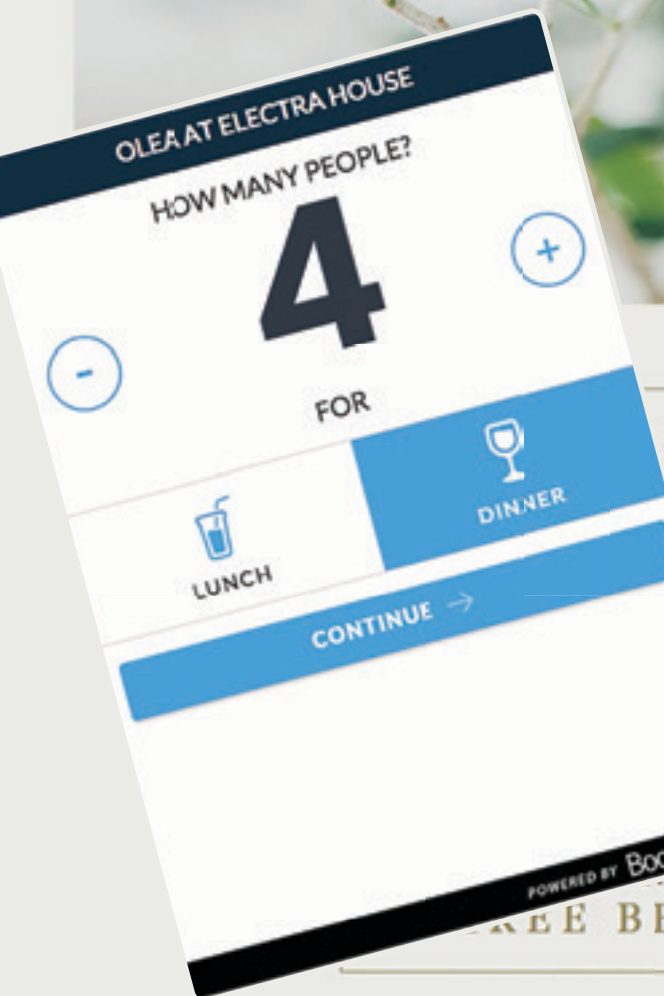 OLEA AT ELECTRA HOUSE
HOW MANY PEOPLE?
4
-
+
FOR
LUNCH
DINNER
CONTINUE →
POWERED BY